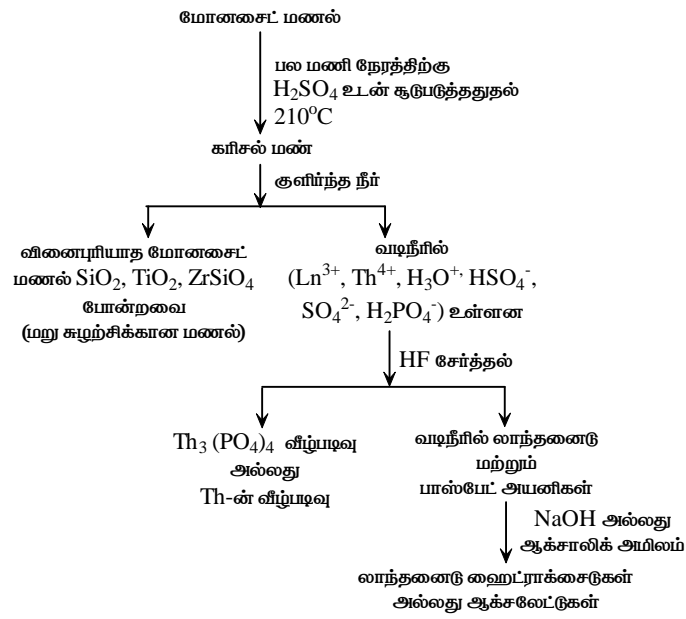 மோனசைட் மணல்
பல மணி நேரத்திற்கு
H₂SO₄ உடன் சூடுபடுத்ததுதல்
210⁰C
கரிசல் மண்
குளிர்ந்த நீர்
வினைபுரியாத மோனசைட்
மணல் SiO₂, TiO₂, ZrSiO₄
போன்றவை
(மறு சுழற்சிக்கான மணல்)
வடிநீரில்
(Ln³⁺, Th⁴⁺, H₃O⁺, HSO₄⁻,
SO₄²⁻, H₂PO₄⁻) உள்ளன
HF சேர்த்தல்
Th₃ (PO₄)₄ வீழ்படிவு
அல்லது
Th-ன் வீழ்படிவு
வடிநீரில் லாந்தனைடு
மற்றும்
பாஸ்பேட் அயனிகள்
NaOH அல்லது
ஆக்சாலிக் அமிலம்
லாந்தனைடு ஹைட்ராக்சைடுகள்
அல்லது ஆக்சலேட்டுகள்